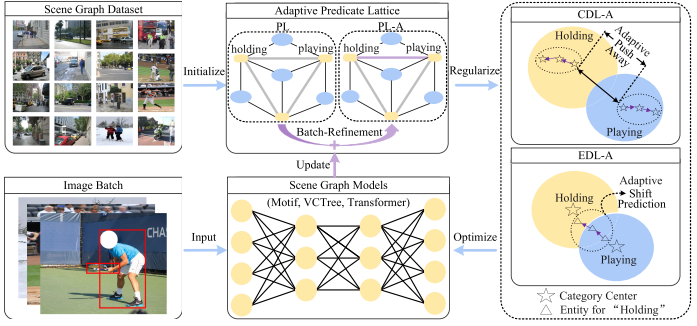 Scene Graph Dataset
Adaptive Predicate Lattice
PL
PL-A
holding
playing
holding
playing
Batch-Refinement
Initialize
Regularize
Update
CDL-A
Holding
Adaptive
Push
Away
Playing
EDL-A
Holding
Adaptive
Shift
Prediction
Playing
Category Center
Entity for “Holding”
Image Batch
CHA
Input
Scene Graph Models
(Motif, VCTree, Transformer)
Optimize